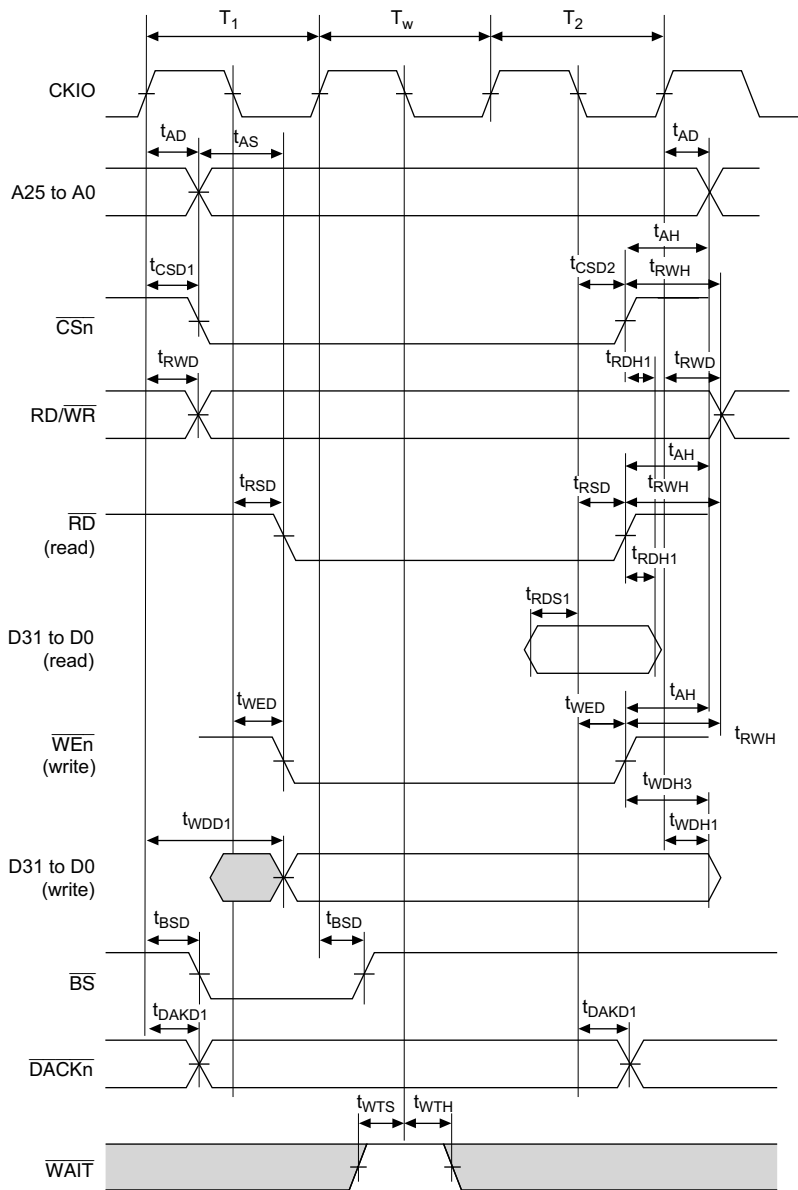 T1 Tw T2
CKIO
tAD tAS tAD
A25 to A0
tAH
tCSD1 tCSD2 tRWH
CSn
tRWD tRDH1 tRWD
RD/WR
tAH
tRSD tRSD tRWH
RD
(read)
tRDH1
tRDS1
D31 to D0
(read)
tAH
tWED tWED
tRWH
WEn
(write)
tWDH3
tWDD1 tWDH1
D31 to D0
(write)
tBSD tBSD
BS
tDAKD1 tDAKD1
DACKn
tWTS tWTH
WAIT